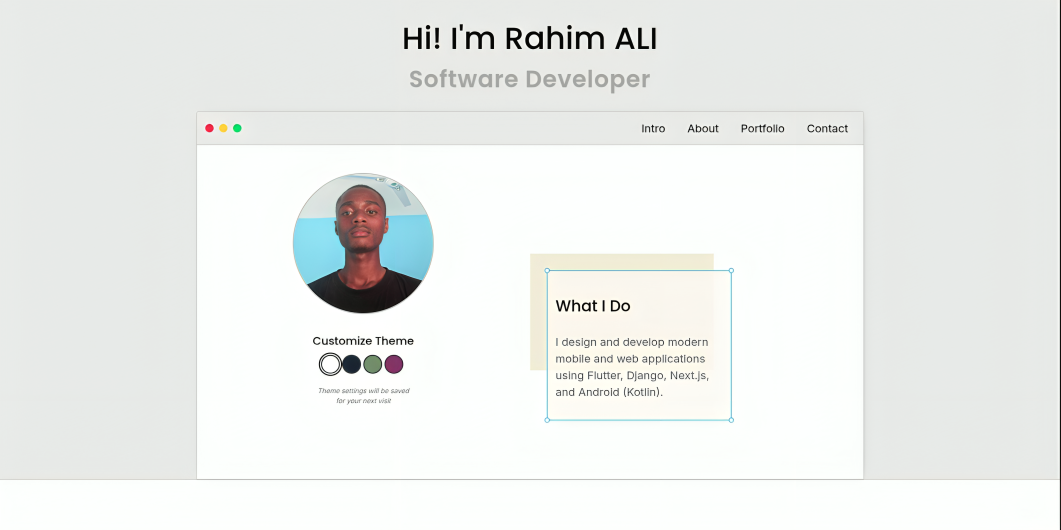 Hi! I'm Rahim ALI
Software Developer
Intro About Portfolio Contact
Customize Theme
Theme settings will be saved
for your next visit
What I Do
I design and develop modern
mobile and web applications
using Flutter, Django, Next.js,
and Android (Kotlin).